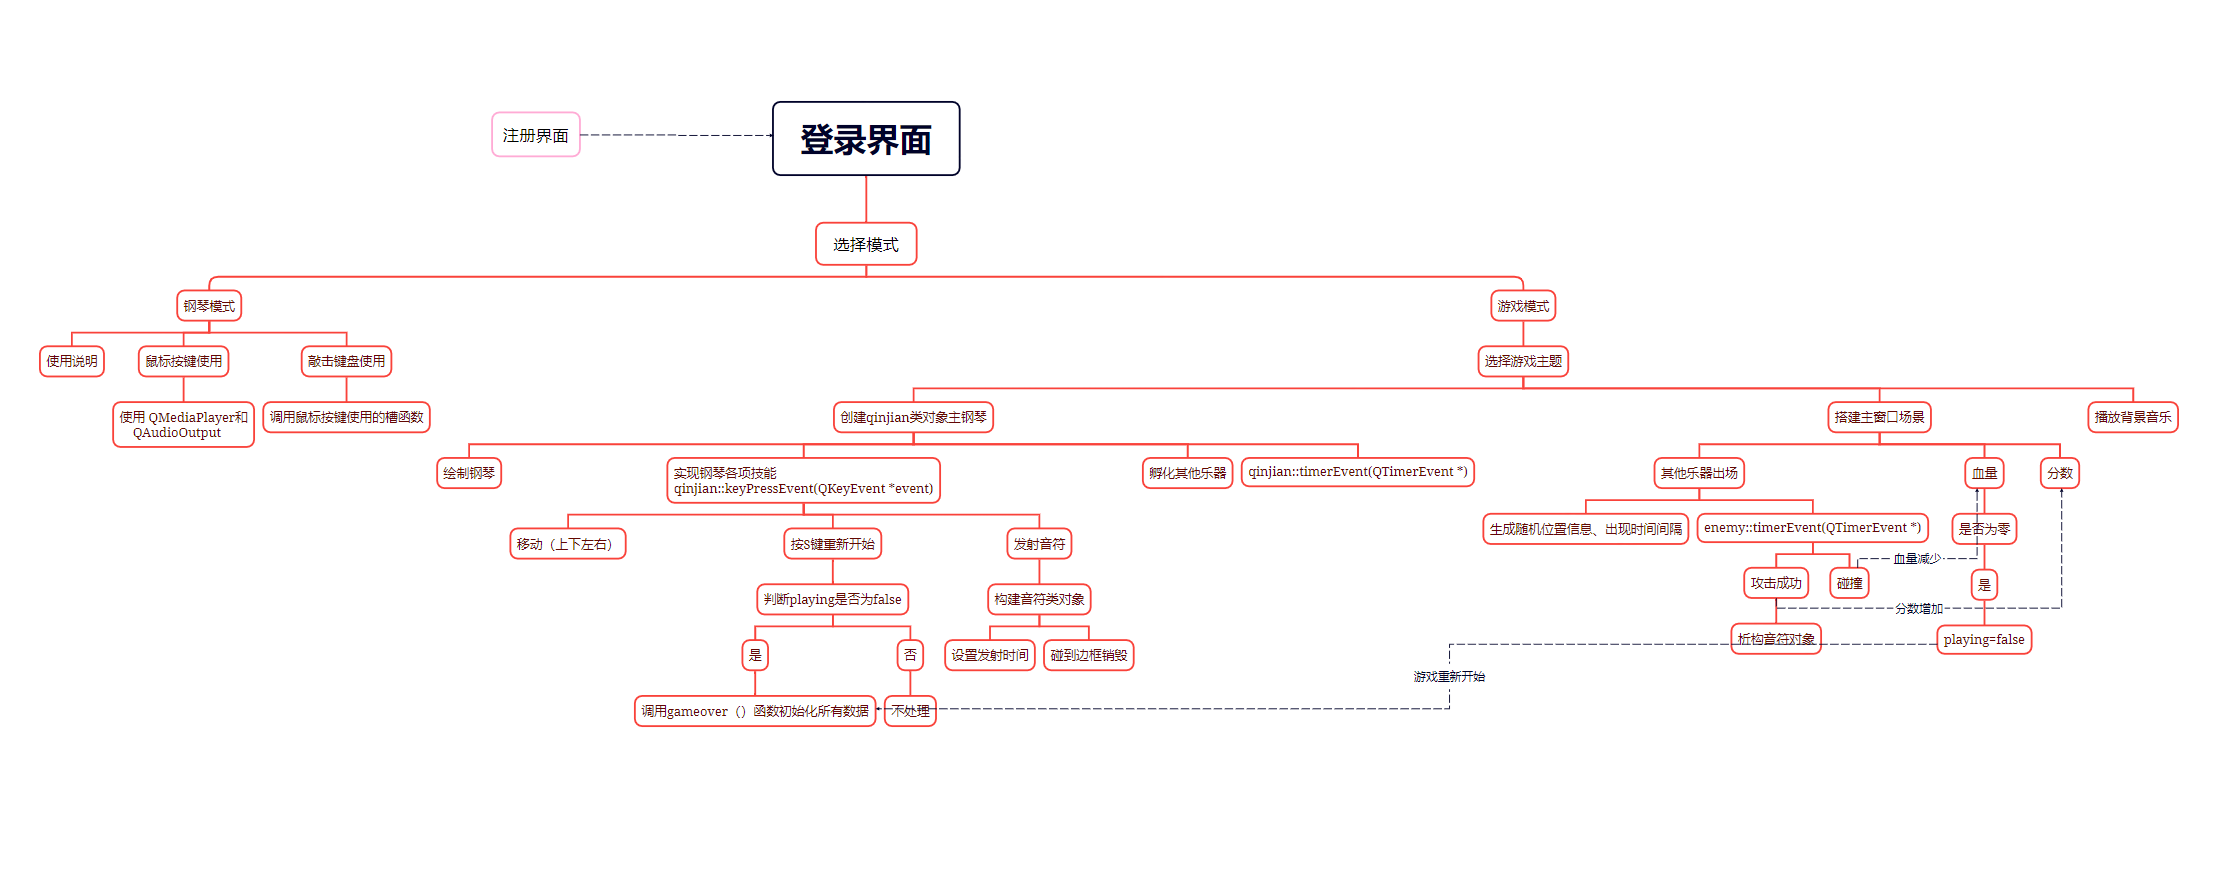 注册界面
登录界面
选择模式
钢琴模式
游戏模式
使用说明
鼠标按键使用
敲击键盘使用
选择游戏主题
使用 QMediaPlayer和
QAudioOutput
调用鼠标按键使用的槽函数
创建qinjian类对象主钢琴
搭建主窗口场景
播放背景音乐
绘制钢琴
实现钢琴各项技能
qinjian::keyPressEvent(QKeyEvent *event)
孵化其他乐器
qinjian::timerEvent(QTimerEvent *)
其他乐器出场
血量
分数
移动（上下左右）
按S键重新开始
发射音符
生成随机位置信息、出现时间间隔
enemy::timerEvent(QTimerEvent *)
是否为零
血量减少
判断playing是否为false
构建音符类对象
攻击成功
碰撞
是
分数增加
是
否
设置发射时间
碰到边框销毁
析构音符对象
playing=false
游戏重新开始
调用gameover（）函数初始化所有数据
不处理